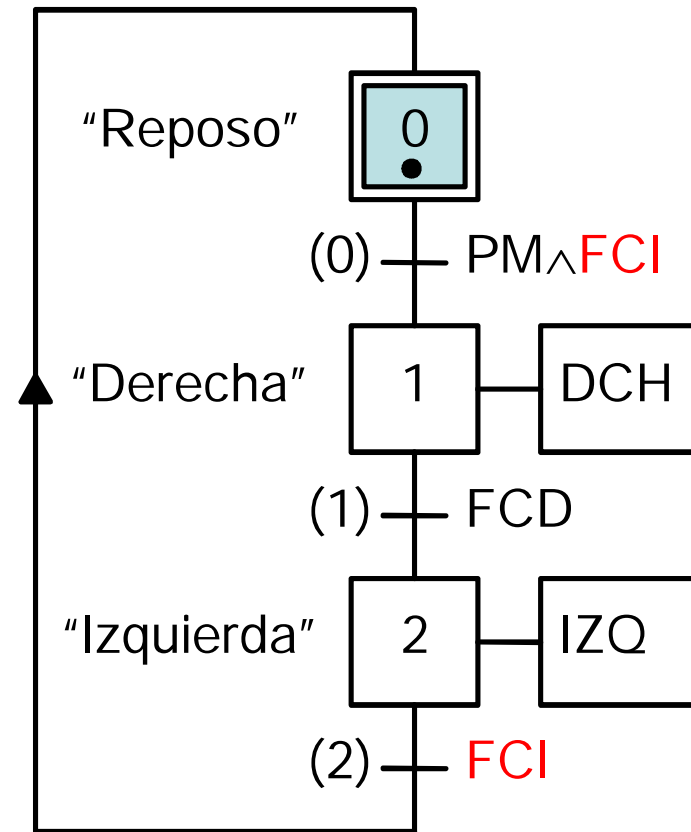 “Reposo” 0
(0) PM∧FCI
“Derecha” 1 DCH
(1) FCD
“Izquierda” 2 IZQ
(2) FCI